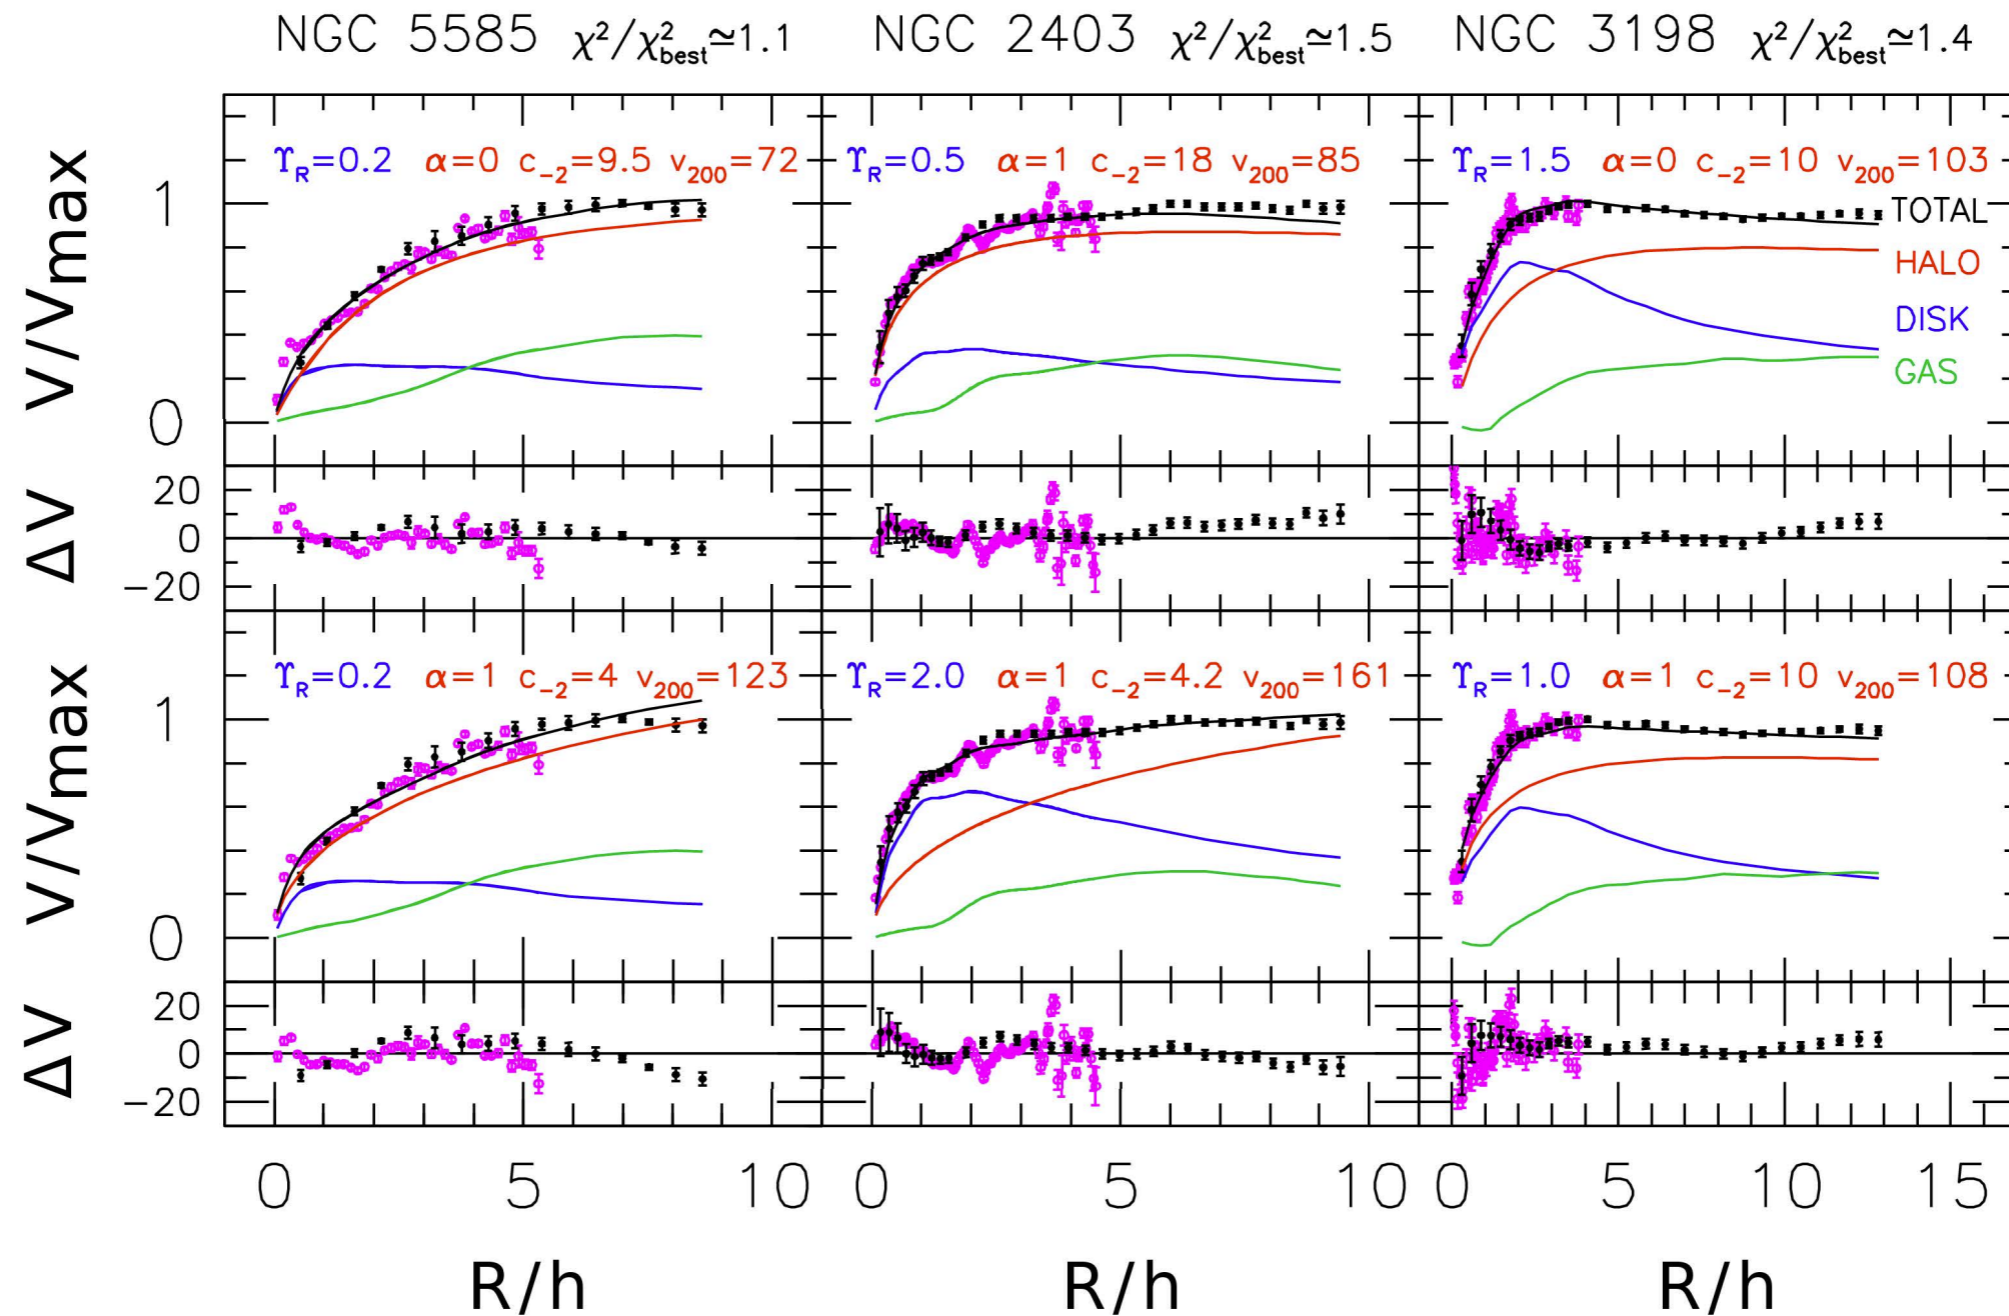 NGC 5585 χ²/χ²best≃1.1 NGC 2403 χ²/χ²best≃1.5 NGC 3198 χ²/χ²best≃1.4
V/Vmax
1
0
ϒR=0.2 α=0 c−2=9.5 v200=72
ϒR=0.5 α=1 c−2=18 v200=85
ϒR=1.5 α=0 c−2=10 v200=103
TOTAL
HALO
DISK
GAS
ΔV
20
0
−20
V/Vmax
1
0
ϒR=0.2 α=1 c−2=4 v200=123
ϒR=2.0 α=1 c−2=4.2 v200=161
ϒR=1.0 α=1 c−2=10 v200=108
ΔV
20
0
−20
0 5 10 0 5 10 0 5 10 15
R/h R/h R/h